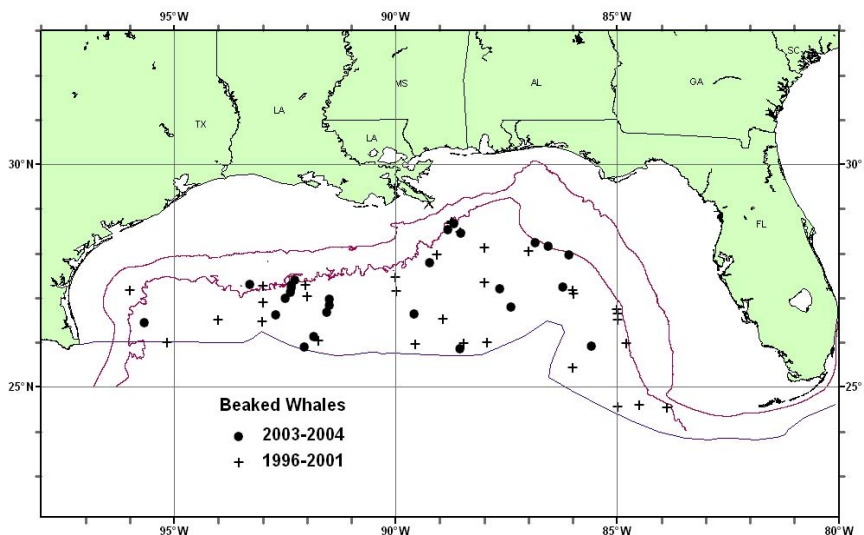 95°W 90°W 85°W
SC
MS AL GA
LA
TX
LA
30°N 30°N
FL
25°N 25°N
Beaked Whales
2003-2004
1996-2001
95°W 90°W 85°W 80°W